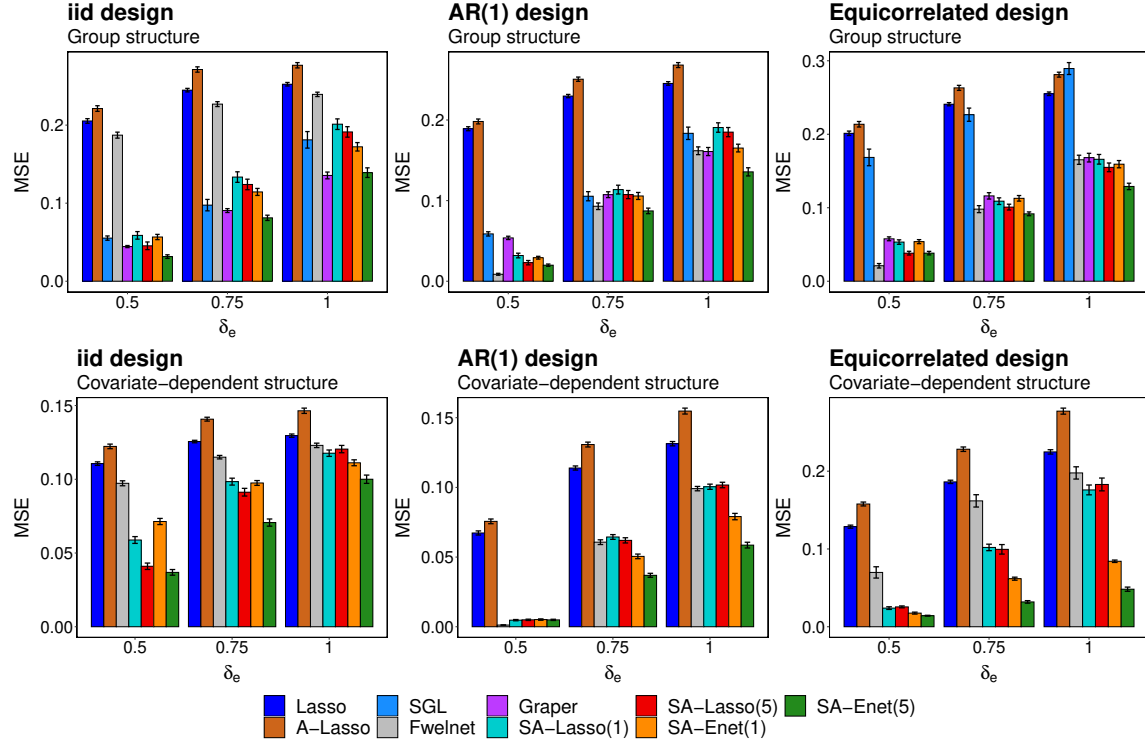 iid design
Group structure
MSE
0.2
0.1
0.0
0.5 0.75 1
δe
AR(1) design
Group structure
MSE
0.2
0.1
0.0
0.5 0.75 1
δe
Equicorrelated design
Group structure
MSE
0.3
0.2
0.1
0.0
0.5 0.75 1
δe
iid design
Covariate−dependent structure
MSE
0.15
0.10
0.05
0.00
0.5 0.75 1
δe
AR(1) design
Covariate−dependent structure
MSE
0.15
0.10
0.05
0.00
0.5 0.75 1
δe
Equicorrelated design
Covariate−dependent structure
MSE
0.2
0.1
0.0
0.5 0.75 1
δe
Lasso SGL Graper SA−Lasso(5) SA−Enet(5)
A−Lasso Fwelnet SA−Lasso(1) SA−Enet(1)